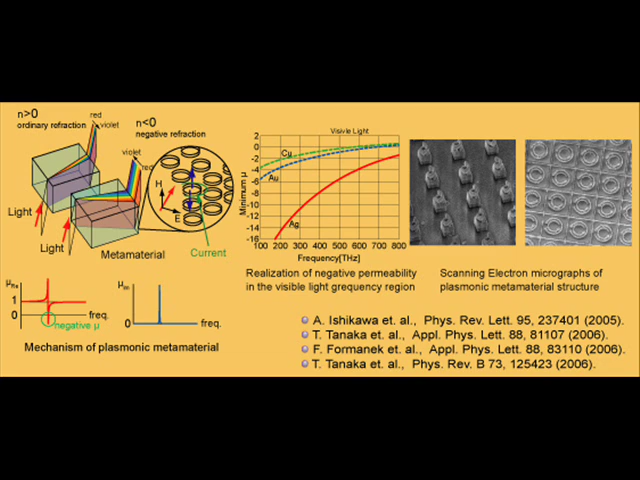 n>0
ordinary refraction
red
violet
n<0
negative refraction
violet
red
H
E
Light
Light
Metamaterial
Current
μRe
1
0
freq.
negative μ
μIm
0
freq.
Mechanism of plasmonic metamaterial
Visivle Light
Minimum μ
2
0
-2
-4
-6
-8
-10
-12
-14
-16
Cu
Au
Ag
100 200 300 400 500 600 700 800
Frequency[THz]
Realization of negative permeability
in the visible light grequency region
Scanning Electron micrographs of
plasmonic metamaterial structure
A. Ishikawa et. al., Phys. Rev. Lett. 95, 237401 (2005).
T. Tanaka et. al., Appl. Phys. Lett. 88, 81107 (2006).
F. Formanek et. al., Appl. Phys. Lett. 88, 83110 (2006).
T. Tanaka et. al., Phys. Rev. B 73, 125423 (2006).